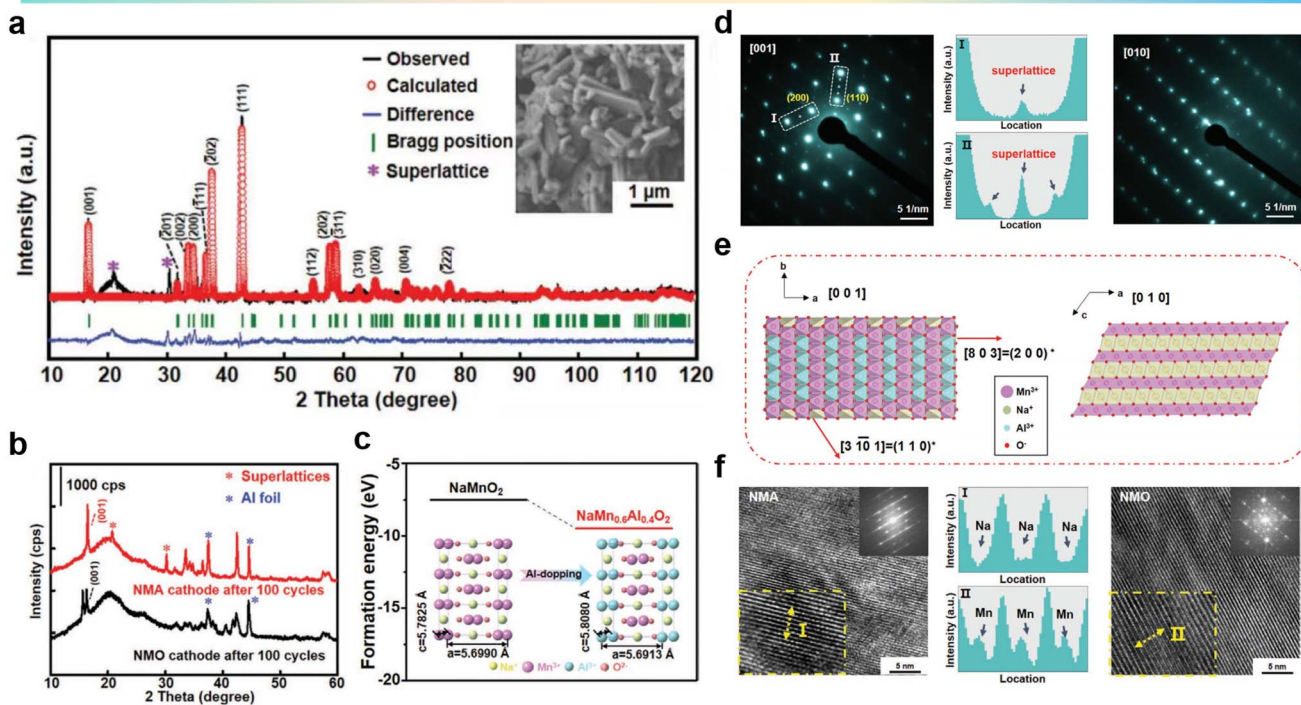 a
Observed
Calculated
Difference
Bragg position
Superlattice
1 μm
(001)
(2̄01)
(002)
(200)
(1̄11)
(2̄02)
(111)
(112)
(202)
(3̄11)
(310)
(020)
(004)
(2̄22)
Intensity (a.u.)
10 20 30 40 50 60 70 80 90 100 110 120
2 Theta (degree)
b
1000 cps
* Superlattices
* Al foil
(001)
NMA cathode after 100 cycles
(001)
NMO cathode after 100 cycles
Intensity (cps)
10 20 30 40 50 60
2 Theta (degree)
c
Formation energy (eV)
-5
-10
-15
-20
NaMnO₂
NaMn₀.₆Al₀.₄O₂
Al-dopping
c=5.7825 Å
a=5.6990 Å
c=5.8080 Å
a=5.6913 Å
Na⁺ Mn³⁺ Al³⁺ O²⁻
d
[001]
II
(200)
(110)
I
5 1/nm
I
superlattice
Intensity (a.u.)
Location
II
superlattice
Intensity (a.u.)
Location
[010]
5 1/nm
e
b
a
[0 0 1]
[8 0 3]=(2 0 0) *
[3 1̄0̄ 1]=(1 1 0)*
Mn³⁺
Na⁺
Al³⁺
O⁻
a
c
[0 1 0]
f
NMA
I
5 nm
I
Na Na Na
Intensity (a.u.)
Location
II
Mn Mn Mn
Intensity (a.u.)
Location
NMO
II
5 nm